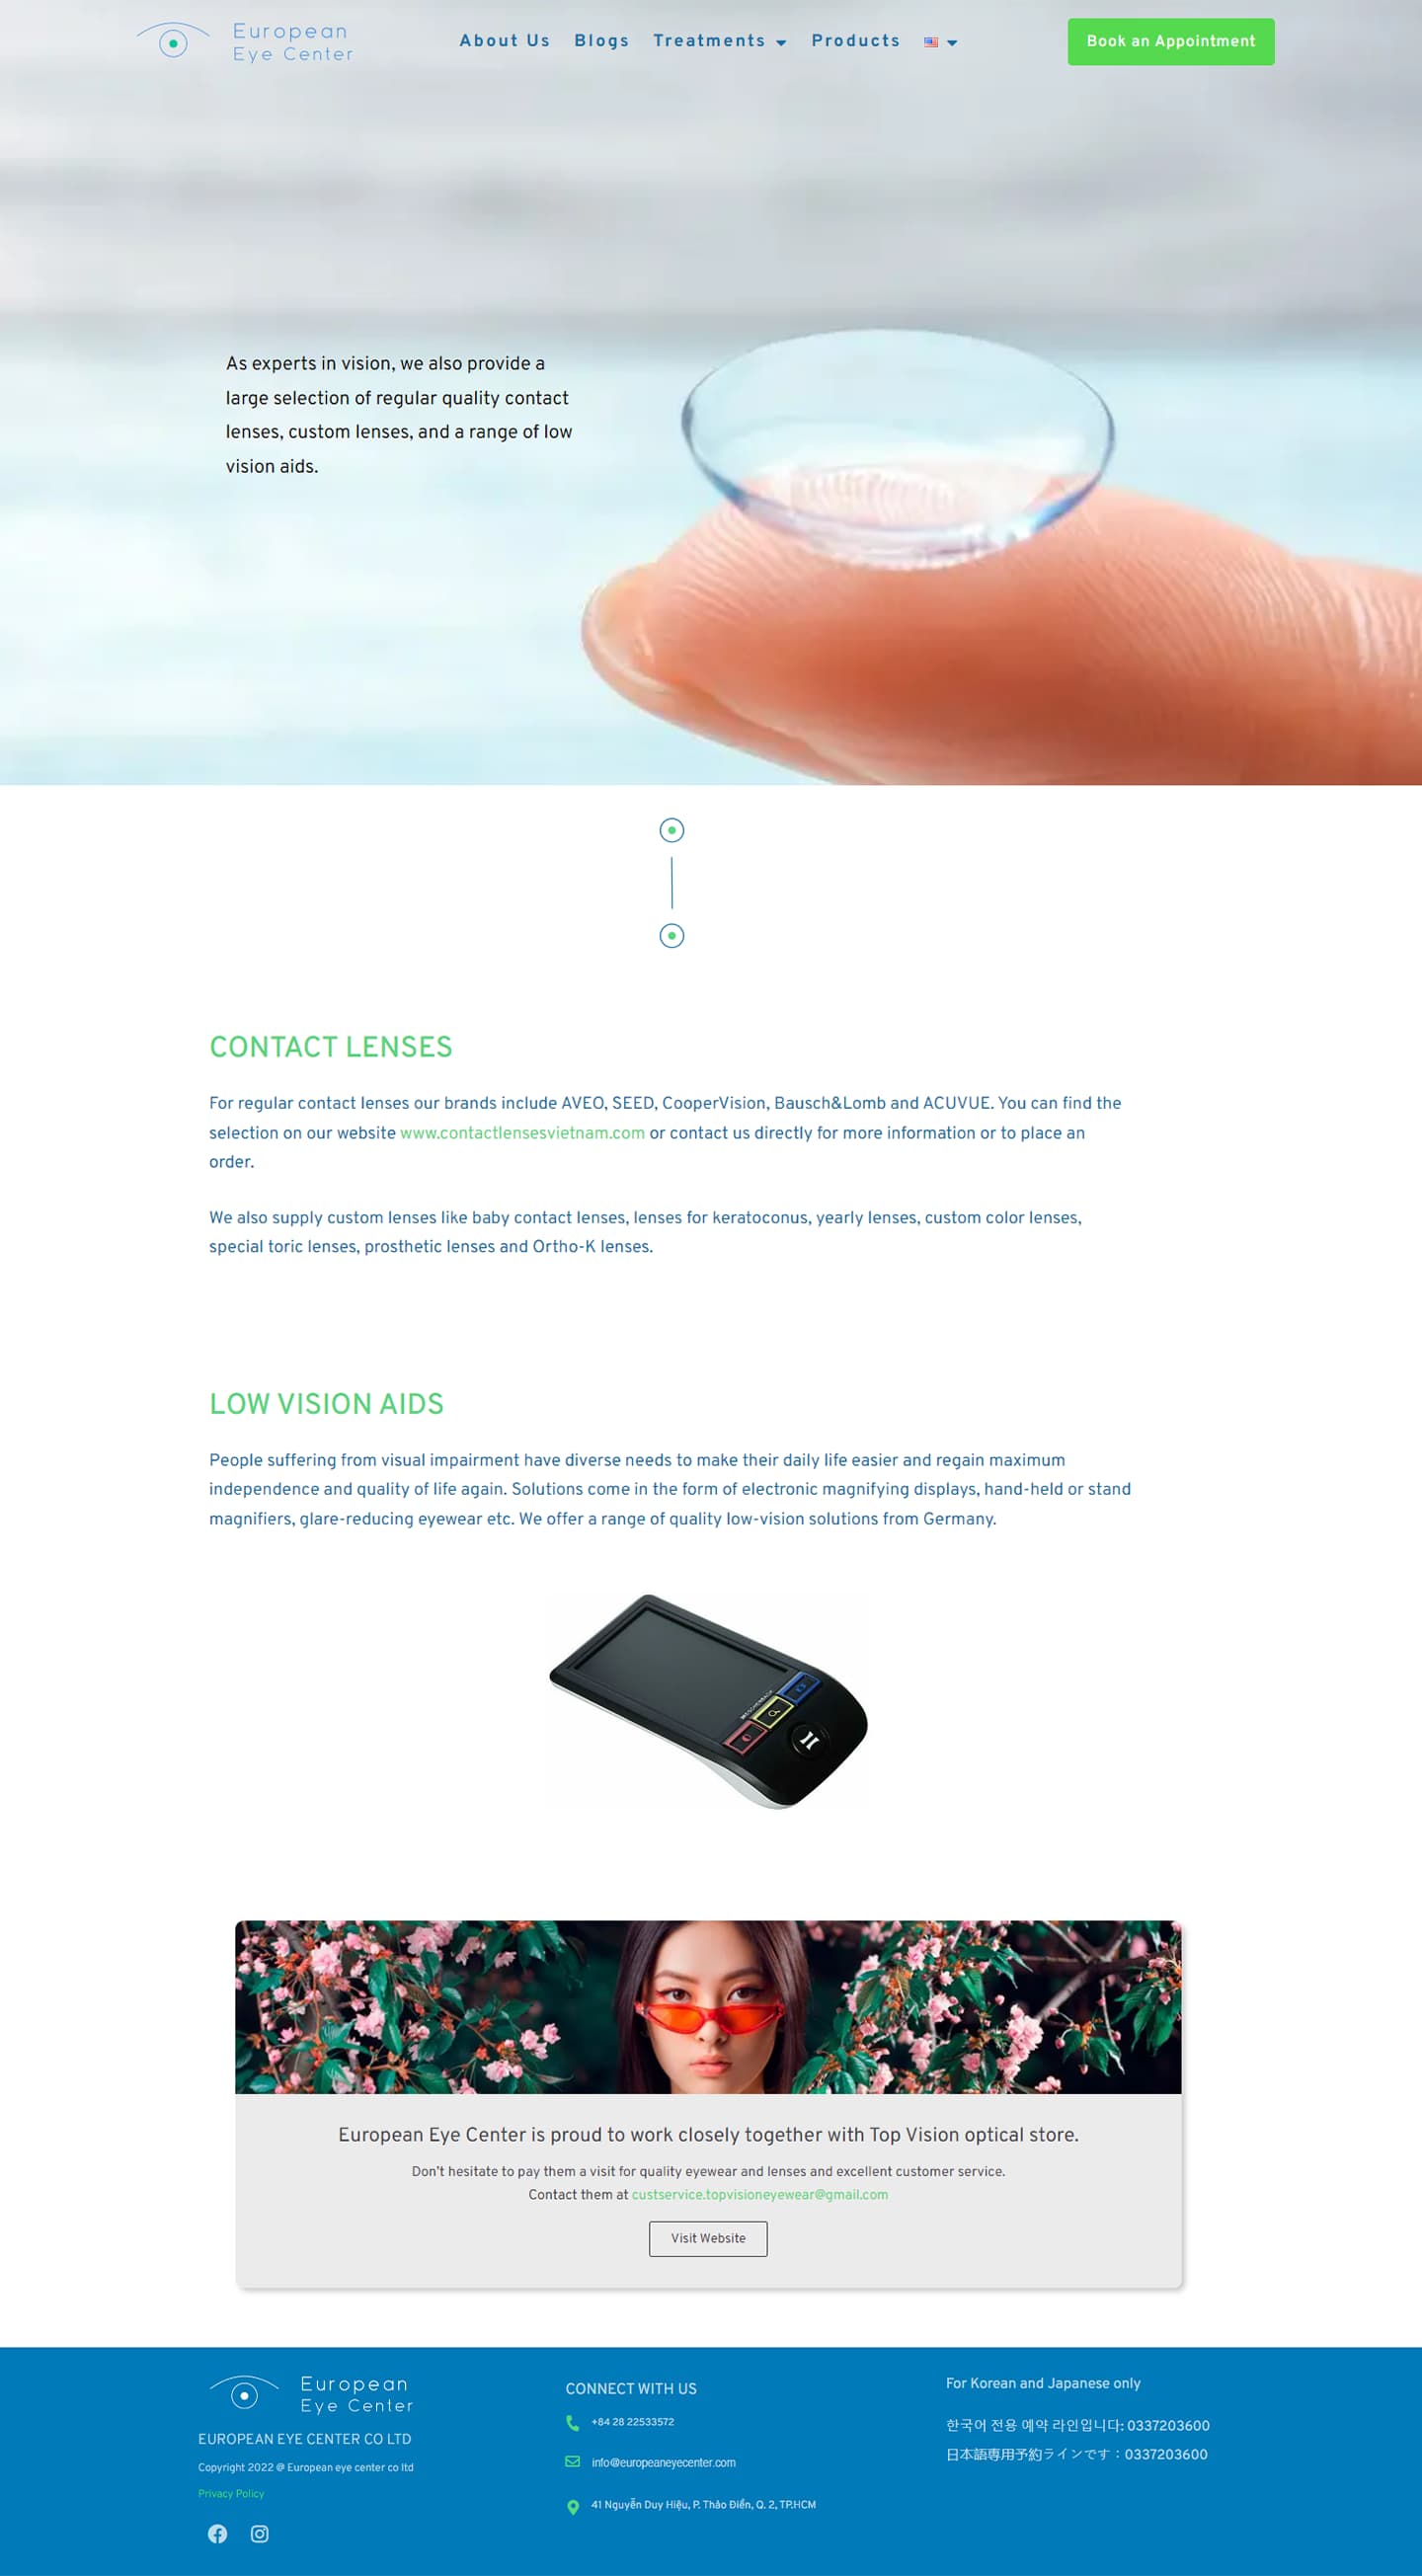 European
Eye Center
About Us Blogs Treatments Products
Book an Appointment
As experts in vision, we also provide a
large selection of regular quality contact
lenses, custom lenses, and a range of low
vision aids.
CONTACT LENSES
For regular contact lenses our brands include AVEO, SEED, CooperVision, Bausch&Lomb and ACUVUE. You can find the
selection on our website www.contactlensesvietnam.com or contact us directly for more information or to place an
order.
We also supply custom lenses like baby contact lenses, lenses for keratoconus, yearly lenses, custom color lenses,
special toric lenses, prosthetic lenses and Ortho-K lenses.
LOW VISION AIDS
People suffering from visual impairment have diverse needs to make their daily life easier and regain maximum
independence and quality of life again. Solutions come in the form of electronic magnifying displays, hand-held or stand
magnifiers, glare-reducing eyewear etc. We offer a range of quality low-vision solutions from Germany.
European Eye Center is proud to work closely together with Top Vision optical store.
Don't hesitate to pay them a visit for quality eyewear and lenses and excellent customer service.
Contact them at custservice.topvisioneyewear@gmail.com
Visit Website
European
Eye Center
EUROPEAN EYE CENTER CO LTD
Copyright 2022 @ European eye center co ltd
Privacy Policy
CONNECT WITH US
+84 28 22533572
info@europeaneyecenter.com
41 Nguyễn Duy Hiệu, P. Thảo Điền, Q. 2, TP.HCM
For Korean and Japanese only
한국어 전용 예약 라인입니다: 0337203600
日本語専用予約ラインです：0337203600